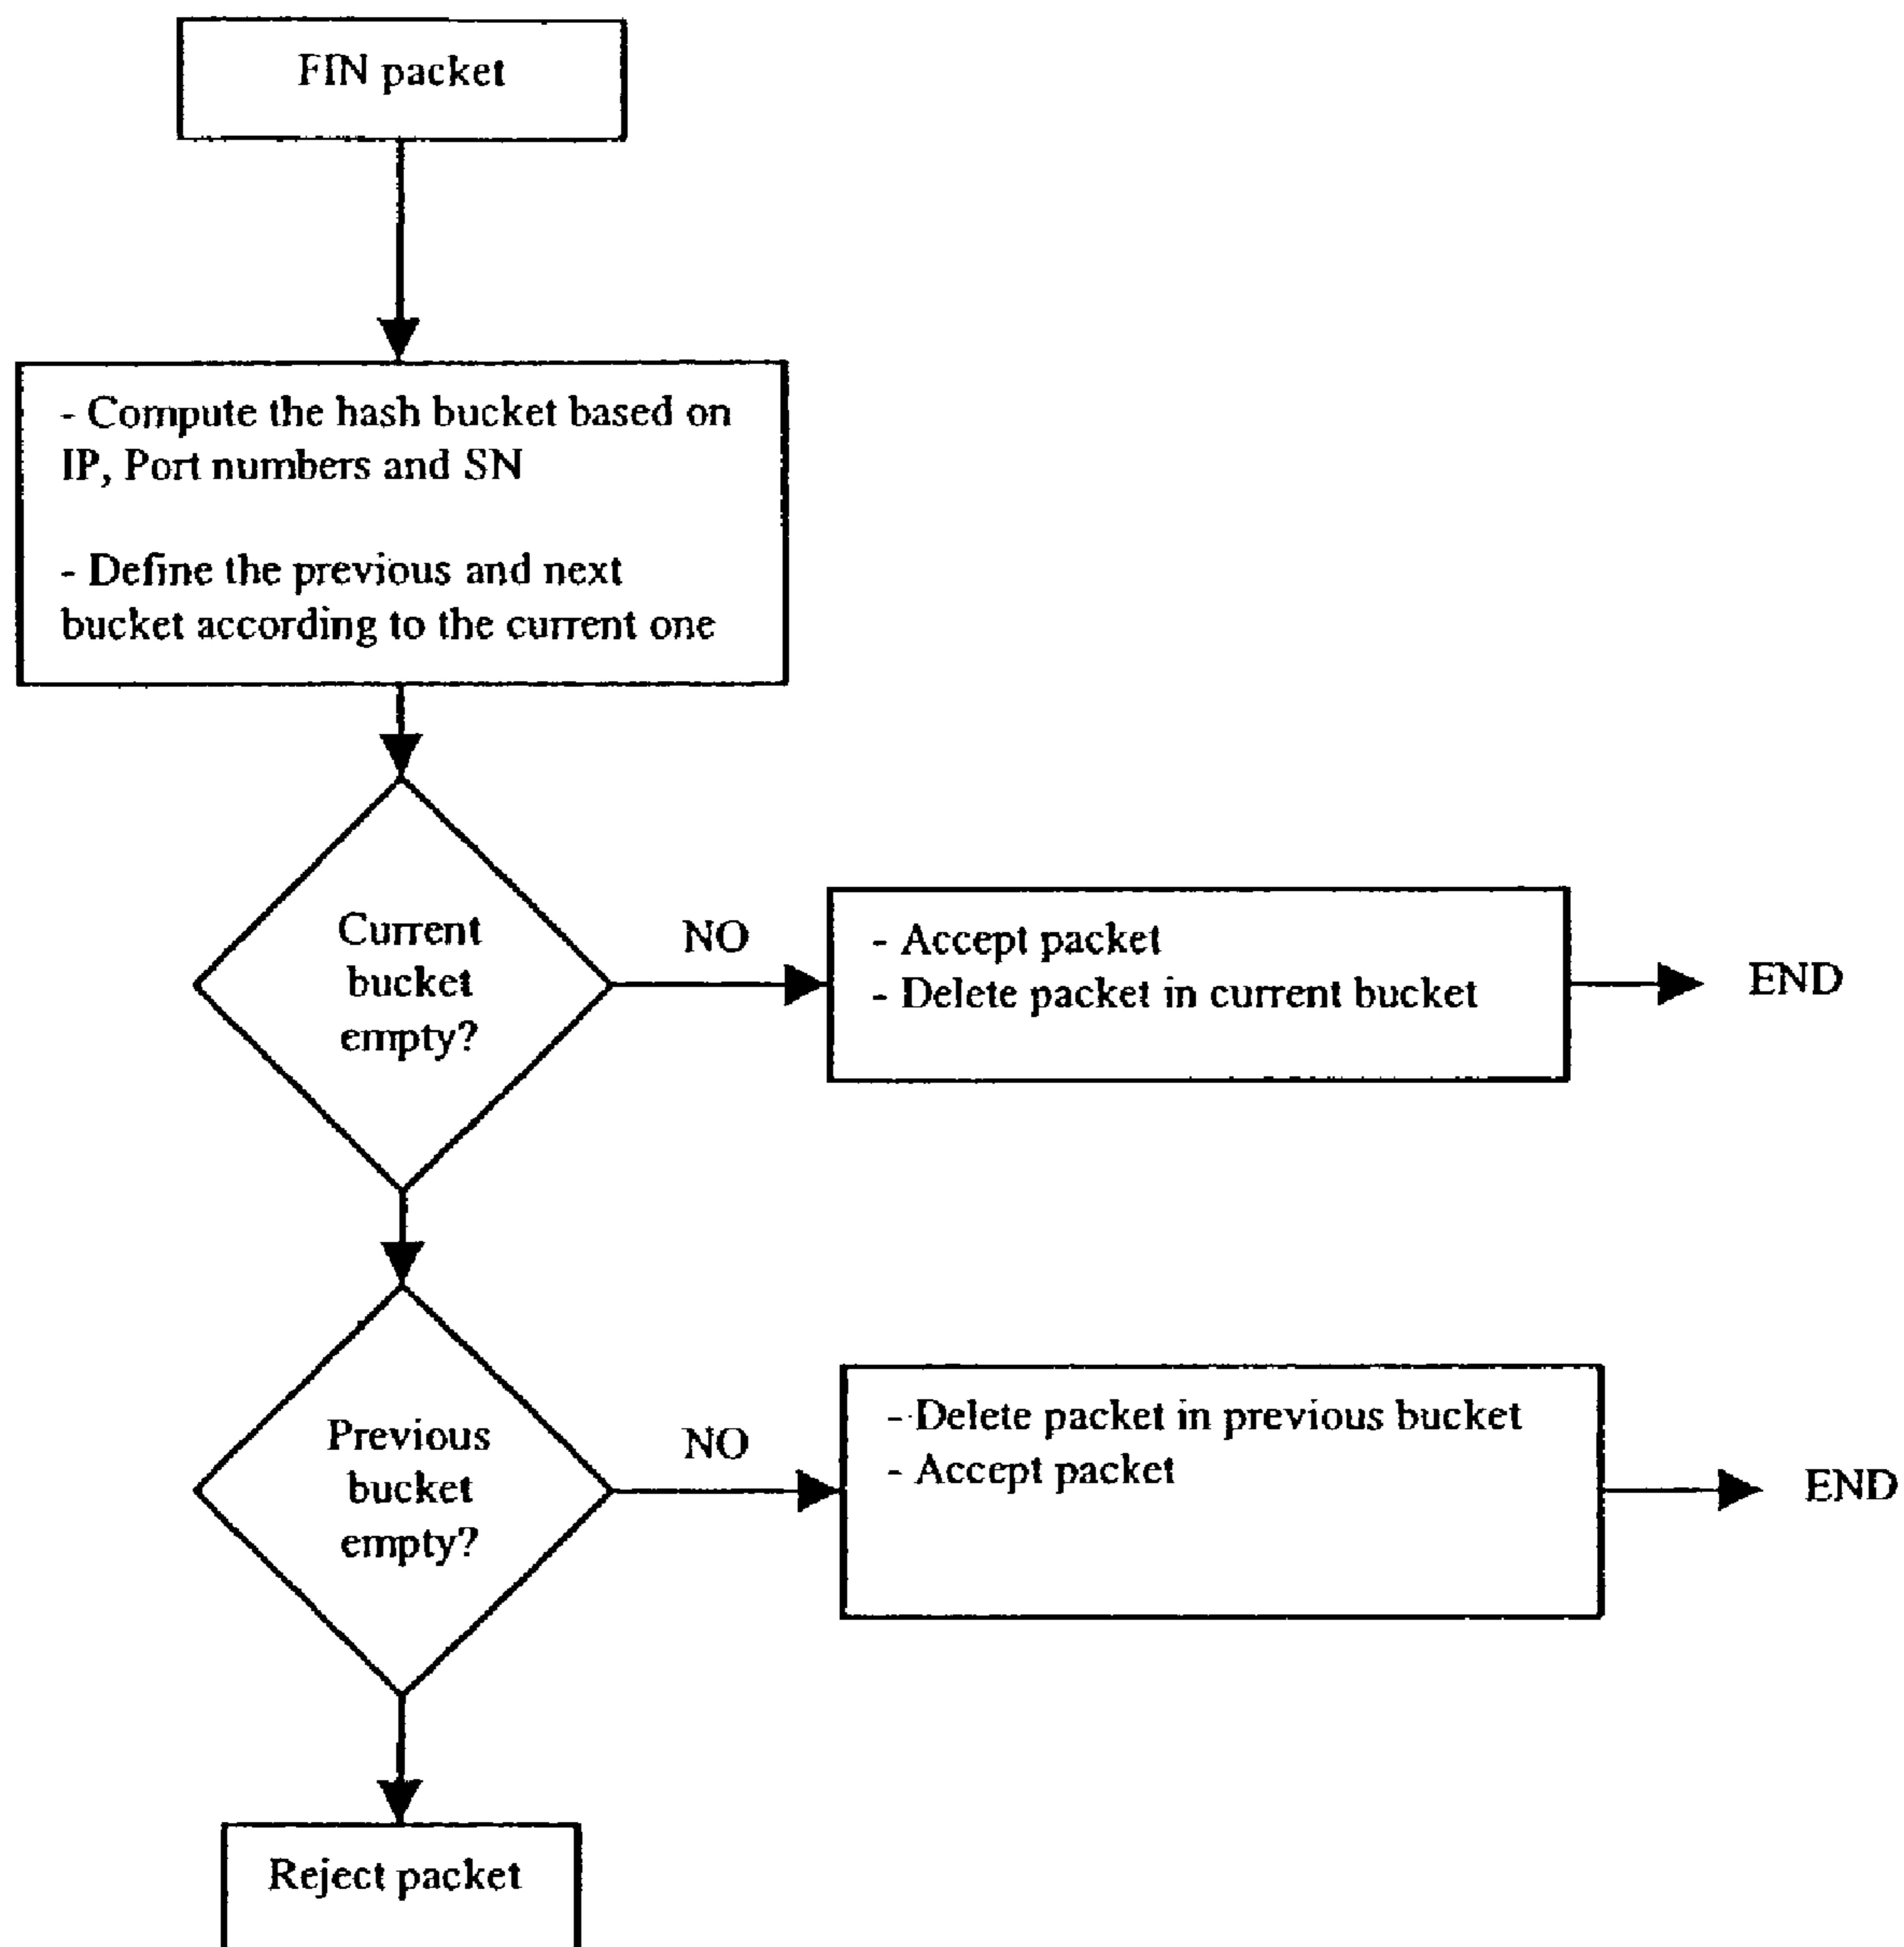 FIN packet
- Compute the hash bucket based on
IP, Port numbers and SN
- Define the previous and next
bucket according to the current one
Current
bucket
empty?
NO
- Accept packet
- Delete packet in current bucket
END
Previous
bucket
empty?
NO
- Delete packet in previous bucket
- Accept packet
END
Reject packet